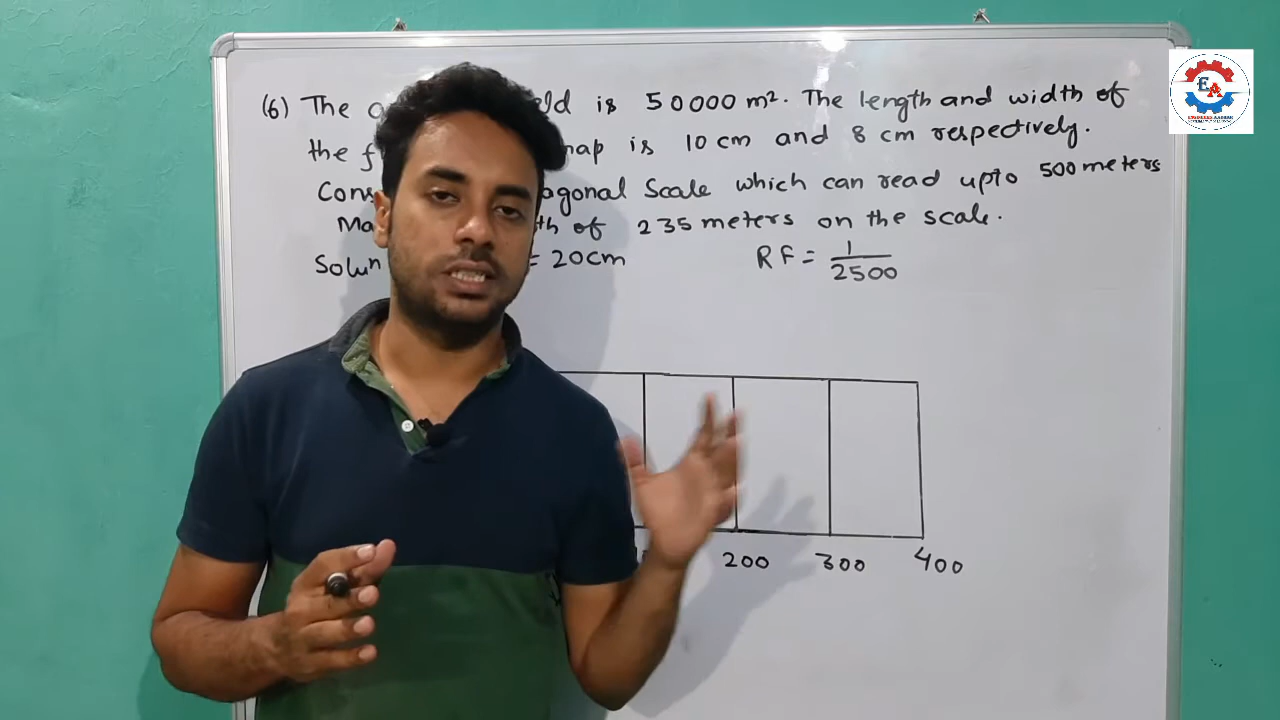 (6) The eld is 50000 m². The length and width of
the f map is 10 cm and 8 cm respectively.
Cons agonal Scale which can read upto 500 meters
Ma th of 235 meters on the scale.
Soln = 20cm RF = 1/2500
200 300 400
EA